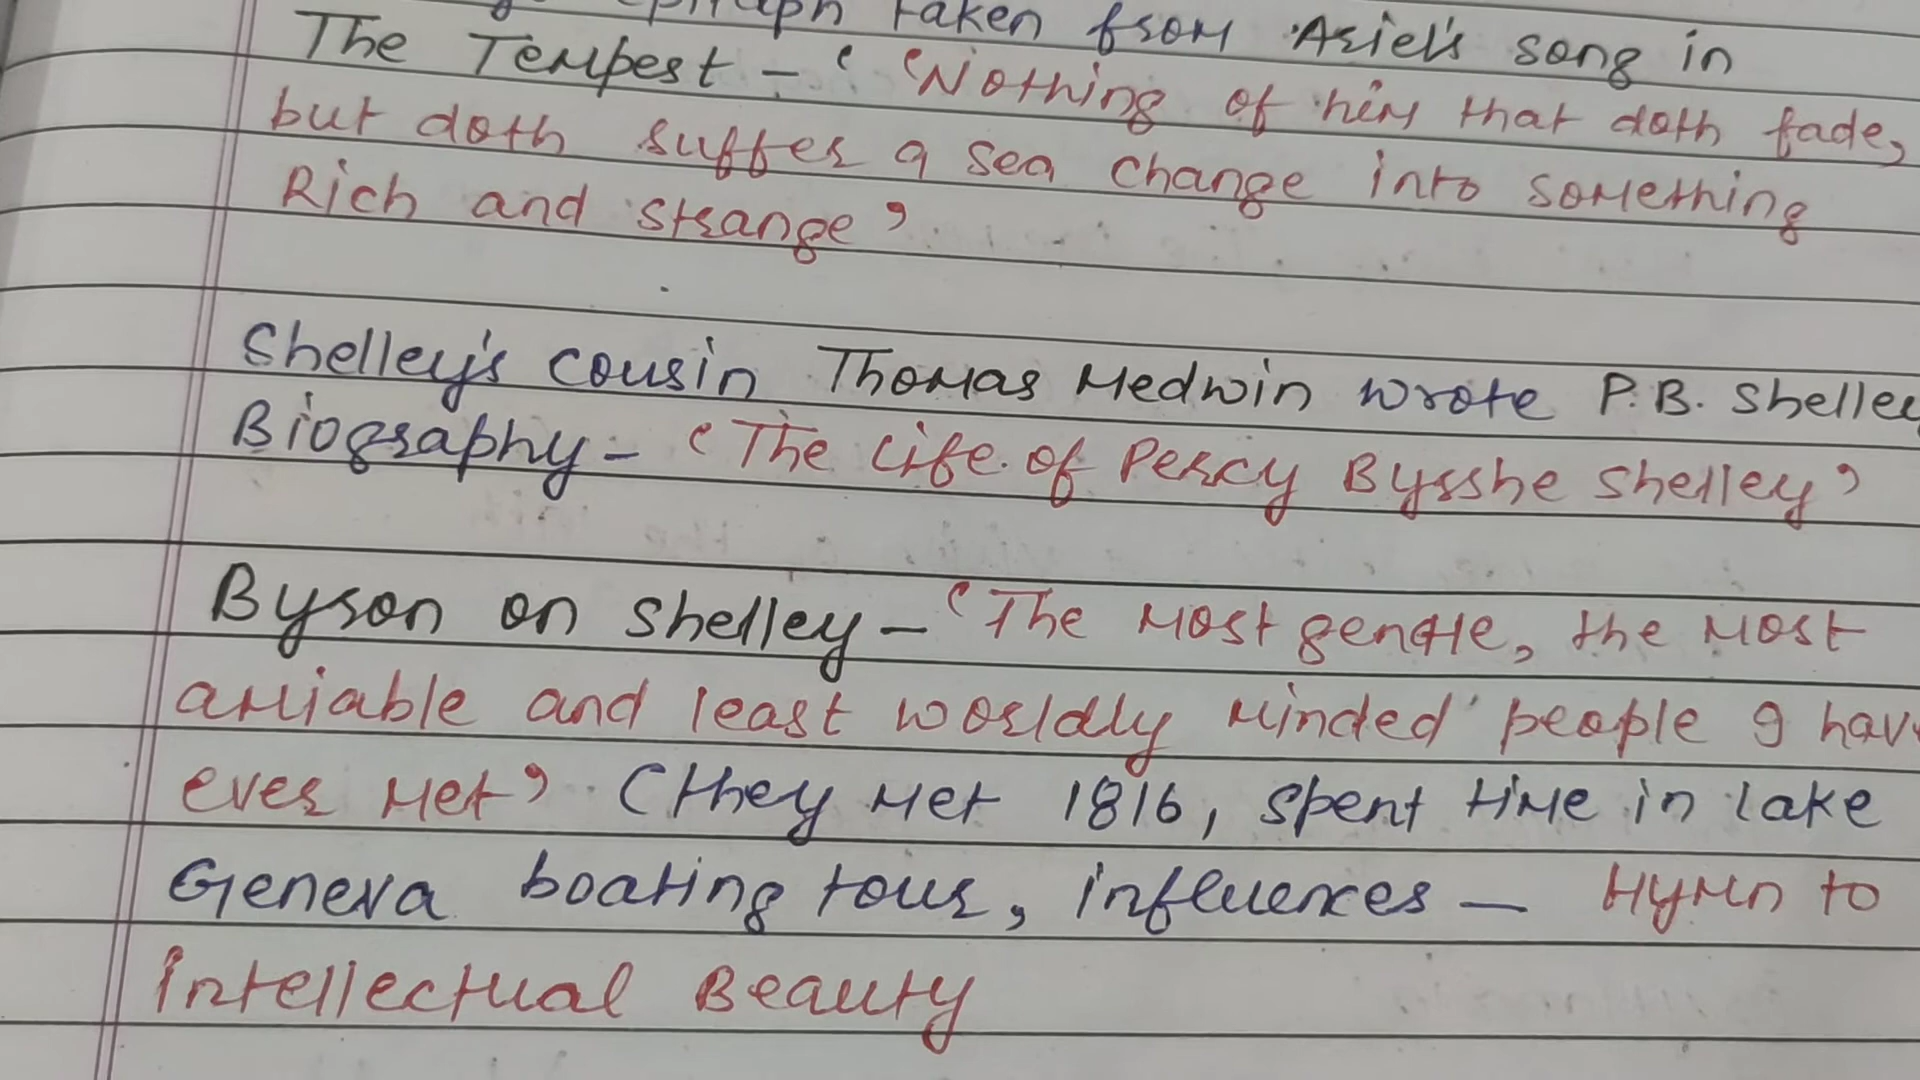 epitaph taken from Ariel's song in
The Tempest - ' 'Nothing of him that doth fade,
but doth suffer a sea change into something
Rich and strange'
Shelley's cousin Thomas Medwin wrote P.B. Shelley
Biography - 'The Life of Percy Bysshe Shelley'
Byron on Shelley - 'The most gentle, the most
amiable and least worldly minded people I hav
ever met' (they met 1816, spent time in lake
Geneva boating tour, influences - Hymn to
Intellectual Beauty